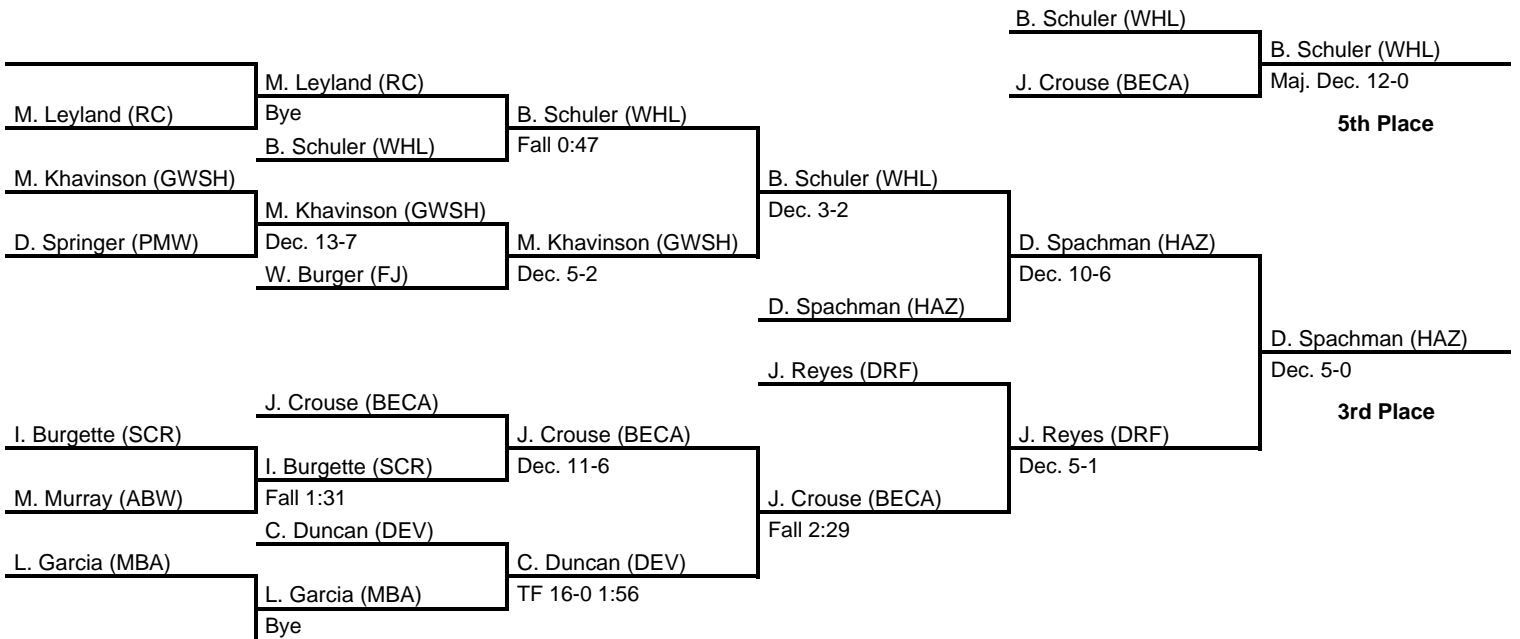 B. Schuler (WHL)
B. Schuler (WHL)
M. Leyland (RC)
J. Crouse (BECA)
Maj. Dec. 12-0
M. Leyland (RC)
Bye
B. Schuler (WHL)
5th Place
B. Schuler (WHL)
Fall 0:47
M. Khavinson (GWSH)
B. Schuler (WHL)
M. Khavinson (GWSH)
Dec. 3-2
D. Springer (PMW)
Dec. 13-7
M. Khavinson (GWSH)
D. Spachman (HAZ)
W. Burger (FJ)
Dec. 5-2
Dec. 10-6
D. Spachman (HAZ)
D. Spachman (HAZ)
J. Reyes (DRF)
Dec. 5-0
J. Crouse (BECA)
3rd Place
I. Burgette (SCR)
J. Crouse (BECA)
J. Reyes (DRF)
I. Burgette (SCR)
Dec. 11-6
Dec. 5-1
M. Murray (ABW)
Fall 1:31
J. Crouse (BECA)
C. Duncan (DEV)
Fall 2:29
L. Garcia (MBA)
C. Duncan (DEV)
L. Garcia (MBA)
TF 16-0 1:56
Bye